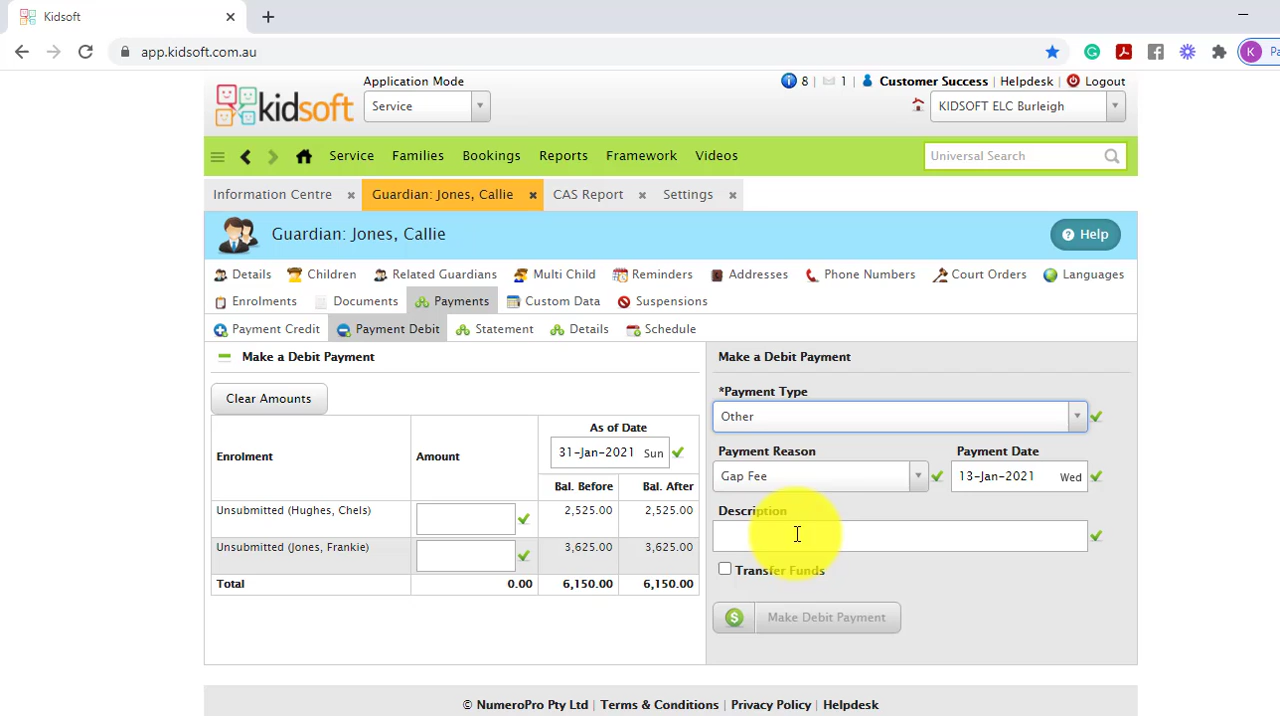 Kidsoft
app.kidsoft.com.au
K
kidsoft
Application Mode
Service
8 | 1 | Customer Success | Helpdesk | Logout
KIDSOFT ELC Burleigh
Service Families Bookings Reports Framework Videos
Universal Search
Information Centre Guardian: Jones, Callie CAS Report Settings
Guardian: Jones, Callie
Help
Details Children Related Guardians Multi Child Reminders Addresses Phone Numbers Court Orders Languages
Enrolments Documents Payments Custom Data Suspensions
Payment Credit Payment Debit Statement Details Schedule
Make a Debit Payment
Clear Amounts
Enrolment Amount As of Date
31-Jan-2021 Sun
Bal. Before Bal. After
Unsubmitted (Hughes, Chels) 2,525.00 2,525.00
Unsubmitted (Jones, Frankie) 3,625.00 3,625.00
Total 0.00 6,150.00 6,150.00
Make a Debit Payment
*Payment Type
Other
Payment Reason Payment Date
Gap Fee 13-Jan-2021 Wed
Description
Transfer Funds
Make Debit Payment
© NumeroPro Pty Ltd | Terms & Conditions | Privacy Policy | Helpdesk